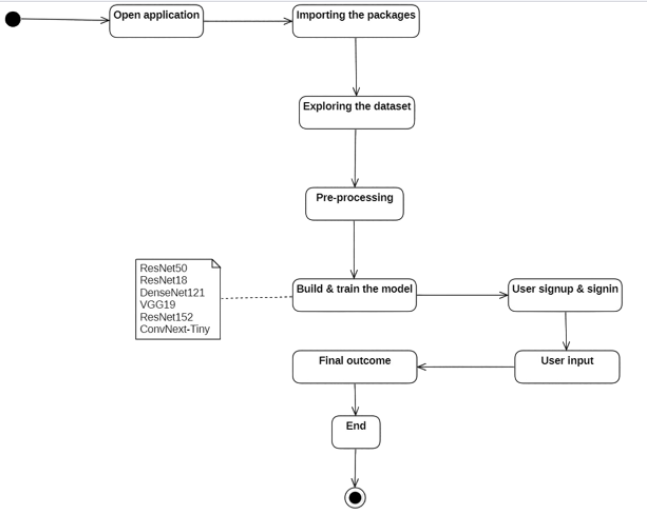 Open application
Importing the packages
Exploring the dataset
Pre-processing
ResNet50
ResNet18
DenseNet121
VGG19
ResNet152
ConvNext-Tiny
Build & train the model
User signup & signin
Final outcome
User input
End